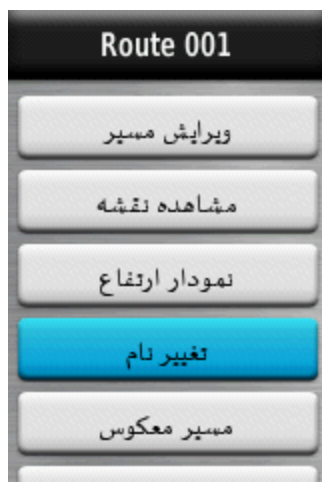 Route 001
ویرایش مسیر
مشاهده نقشه
نمودار ارتفاع
تغییر نام
مسیر معکوس